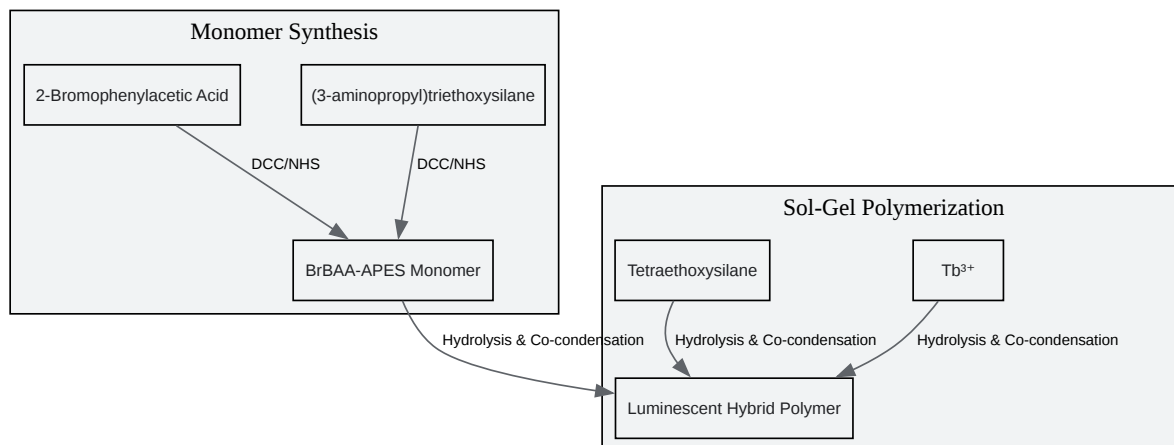 Monomer Synthesis
2-Bromophenylacetic Acid
(3-aminopropyl)triethoxysilane
DCC/NHS
DCC/NHS
BrBAA-APES Monomer
Sol-Gel Polymerization
Tetraethoxysilane
Tb³⁺
Hydrolysis & Co-condensation
Hydrolysis & Co-condensation
Hydrolysis & Co-condensation
Luminescent Hybrid Polymer